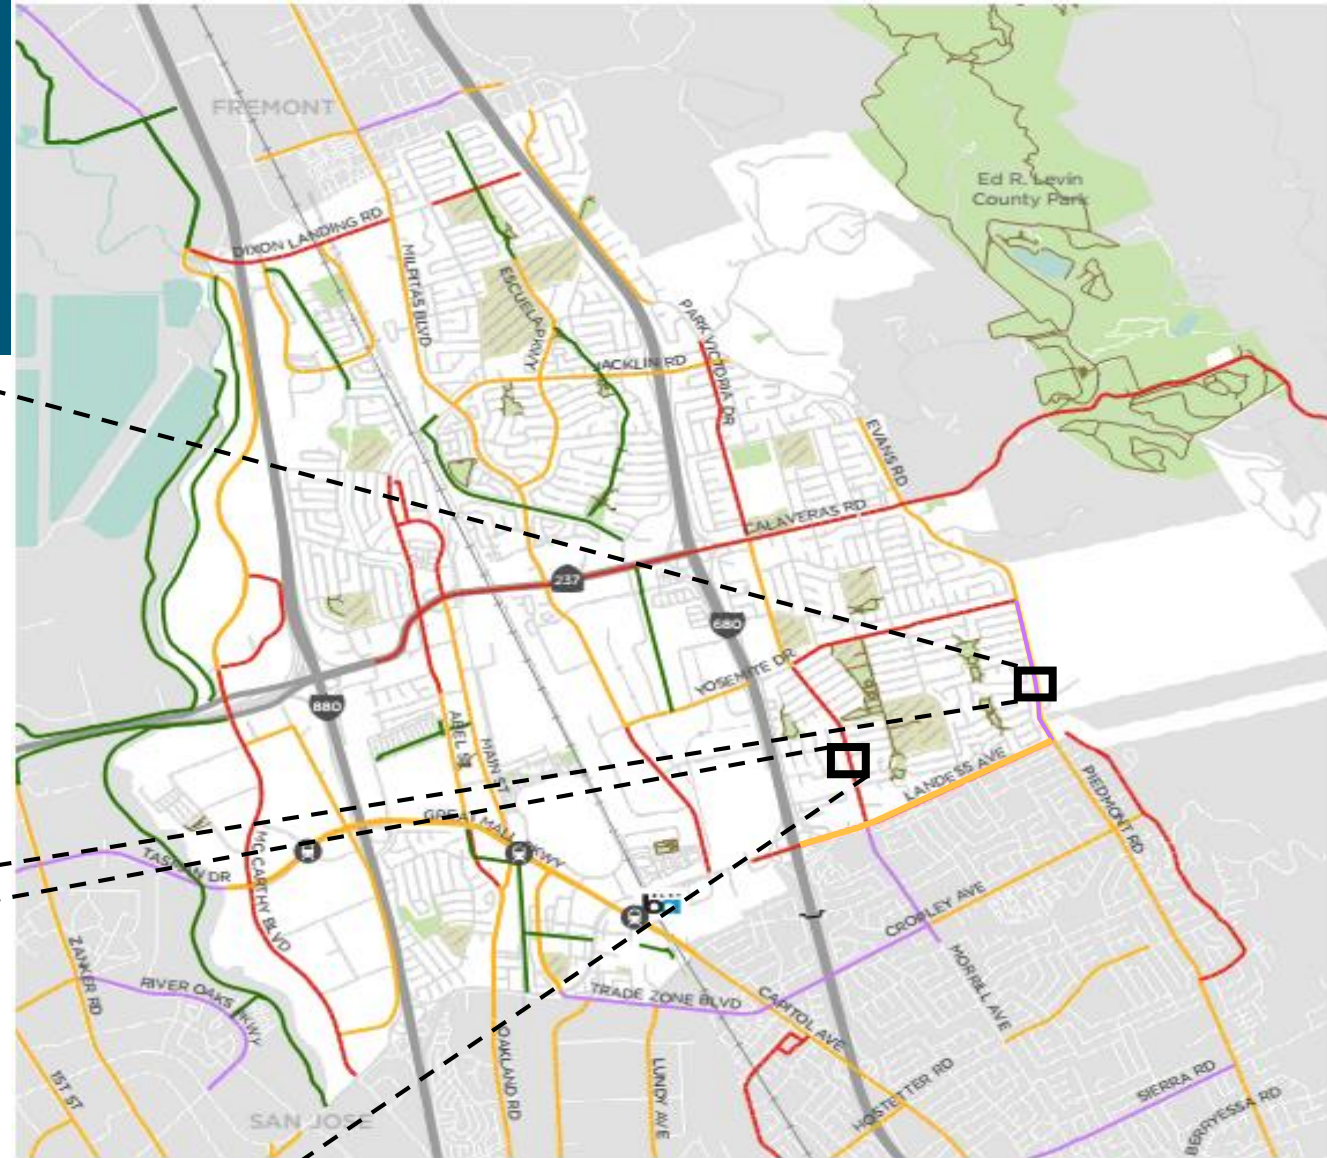 FREMONT
Ed R. Levin
County Park
DIXON LANDING RD
MILPITAS BLVD
ESCUELA PKWY
PARK VICTORIA DR
JACKLIN RD
EVANS RD
CALAVERAS RD
237
680
YOSEMITE DR
880
ABEL ST
MAIN ST
LANDESS AVE
PIEDMONT RD
GREAT MALL PKWY
TASMAN DR
MCCARTHY BLVD
CROPLEY AVE
ZANKER RD
RIVER OAKS PKWY
MORRILL AVE
TRADE ZONE BLVD
CAPITOL AVE
OAKLAND RD
LUNDY AVE
HOSTETTER RD
SIERRA RD
1ST ST
BERRYESSA RD
SAN JOSE